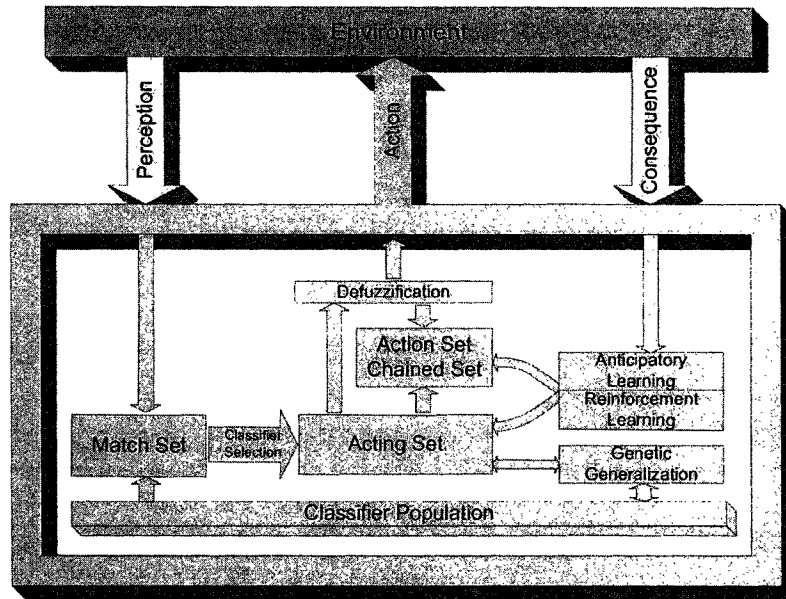 Environment
Perception
Action
Consequence
Defuzzification
Action Set
Chained Set
Anticipatory
Learning
Reinforcement
Learning
Match Set
Classifier
Selection
Acting Set
Genetic
Generalization
Classifier Population